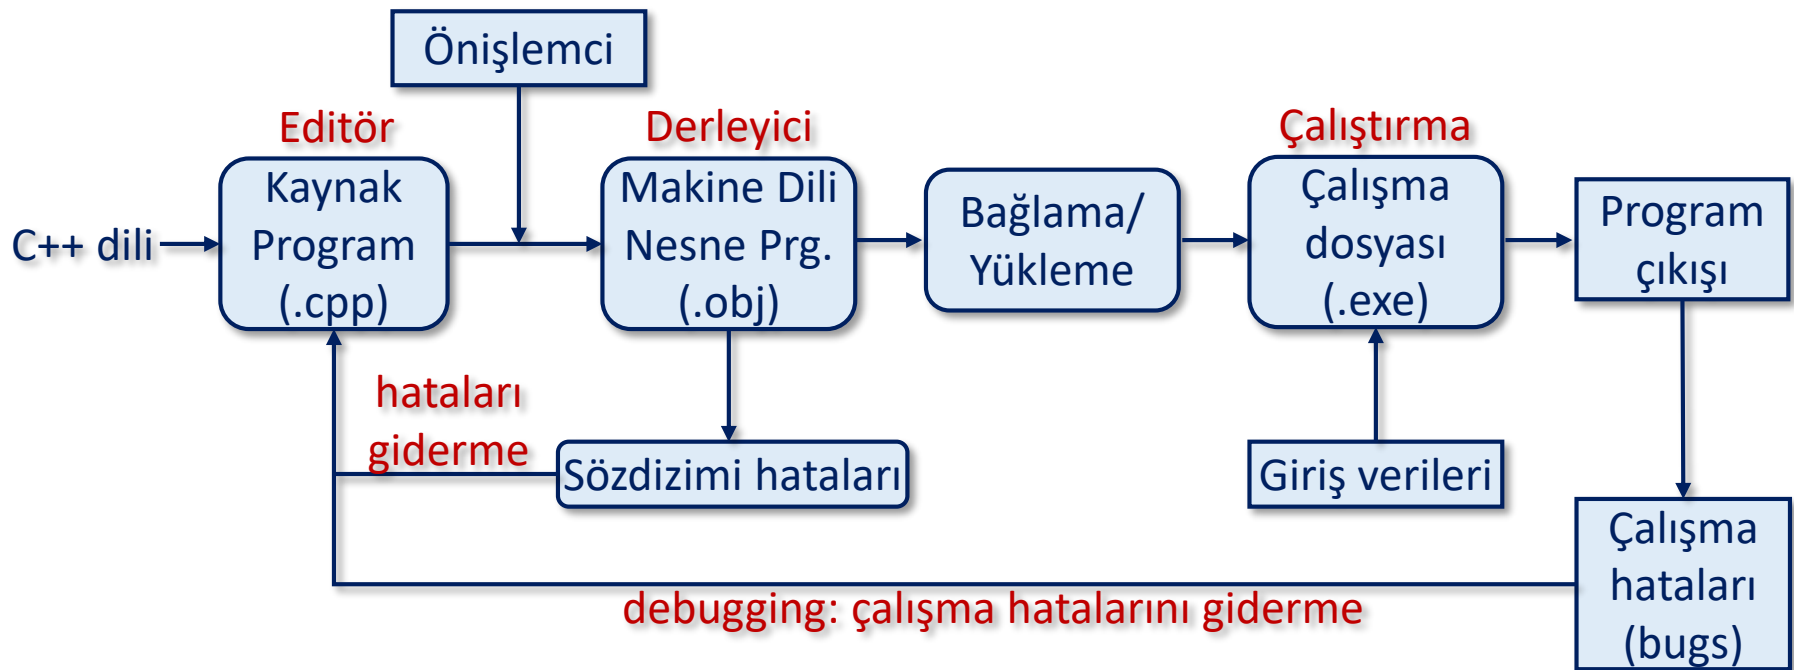 Önişlemci
Editör
Derleyici
Çalıştırma
C++ dili
Kaynak
Program
(.cpp)
Makine Dili
Nesne Prg.
(.obj)
Bağlama/
Yükleme
Çalışma
dosyası
(.exe)
Program
çıkışı
hataları
giderme
Sözdizimi hataları
Giriş verileri
Çalışma
hataları
(bugs)
debugging: çalışma hatalarını giderme